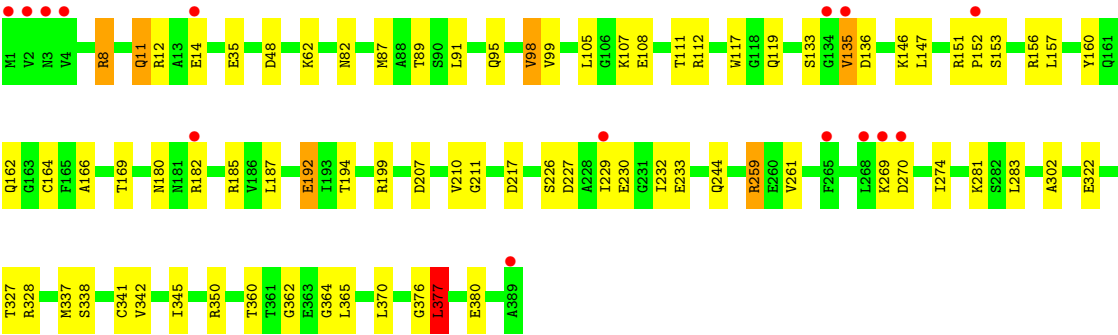 M1 V2 N3 V4 R8 Q11 R12 A13 E14 E35 D48 K62 N82 M87 A88 T89 S90 L91 Q95 V98 V99 L105 G106 K107 E108 T111 R112 W117 G118 Q119 S133 G134 V135 D136 K146 L147 R151 P152 S153 R156 L157 Y160 Q161
Q162 G163 C164 F165 A166 T169 N180 N181 R182 R185 V186 L187 E192 I193 T194 R199 D207 V210 G211 D217 S226 D227 A228 I229 E230 G231 I232 E233 Q244 R259 E260 V261 F265 L268 K269 D270 I274 K281 S282 L283 A302 E322
T327 R328 M337 S338 C341 V342 I345 R350 T360 T361 G362 E363 G364 L365 L370 G376 L377 E380 A389